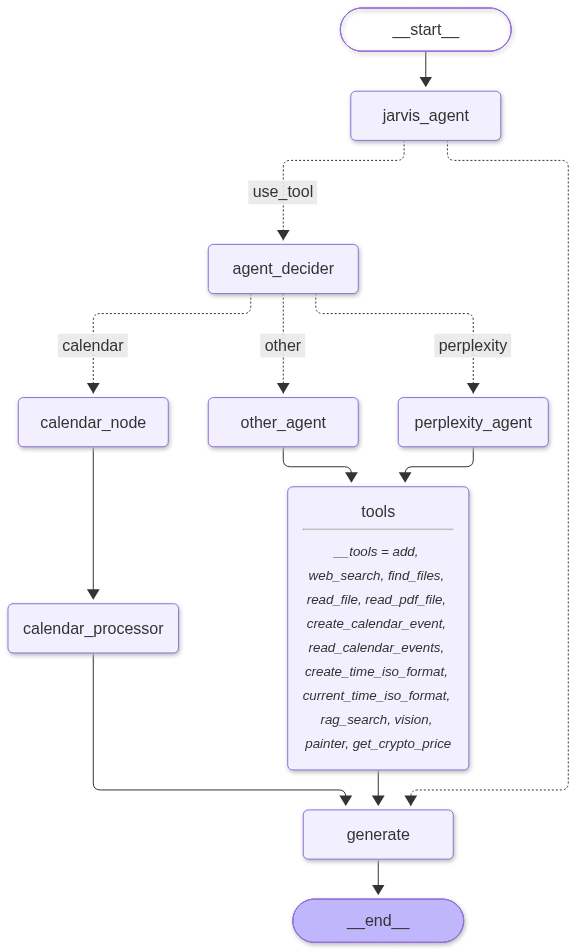 __start__
jarvis_agent
use_tool
agent_decider
calendar
other
perplexity
calendar_node
other_agent
perplexity_agent
tools
__tools = add,
web_search, find_files,
read_file, read_pdf_file,
create_calendar_event,
read_calendar_events,
create_time_iso_format,
current_time_iso_format,
rag_search, vision,
painter, get_crypto_price
calendar_processor
generate
__end__